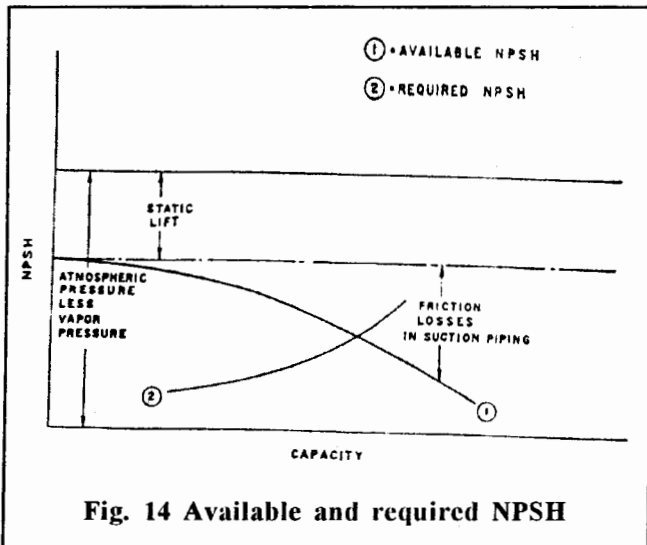 ① • AVAILABLE NPSH
② • REQUIRED NPSH
STATIC
LIFT
NPSH
ATMOSPHERIC
PRESSURE
LESS
VAPOR
PRESSURE
FRICTION
LOSSES
IN SUCTION PIPING
②
①
CAPACITY
Fig. 14 Available and required NPSH